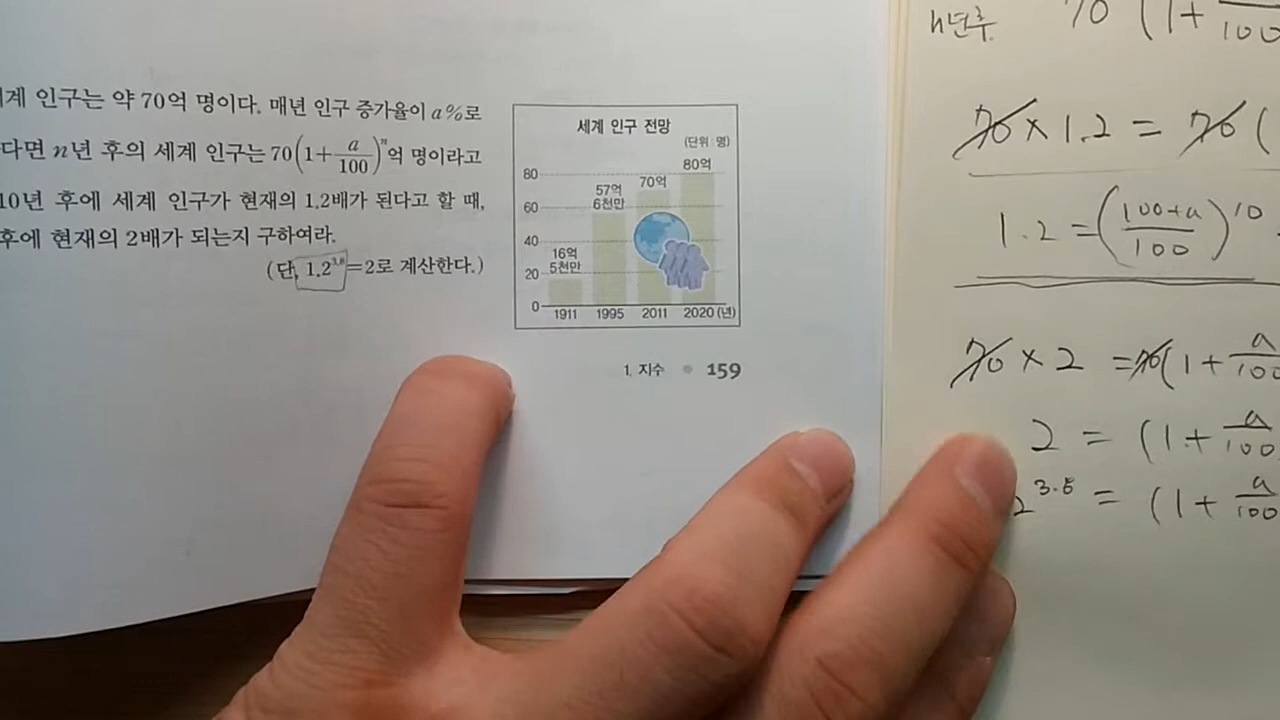 계 인구는 약 70억 명이다. 매년 인구 증가율이 a%로
다면 n년 후의 세계 인구는 70(1+a/100)^n억 명이라고
10년 후에 세계 인구가 현재의 1.2배가 된다고 할 때,
후에 현재의 2배가 되는지 구하여라.
(단, 1.2^3.8=2로 계산한다.)
세계 인구 전망
(단위 : 명)
80억
70억
57억
6천만
16억
5천만
80
60
40
20
0
1911 1995 2011 2020 (년)
1. 지수 159
n년후 70 (1+ 100
70×1.2 = 70(
1.2=(100+a/100)^10
70×2 =70(1+a/100
2 = (1+a/100
2^3.8 = (1+a/100